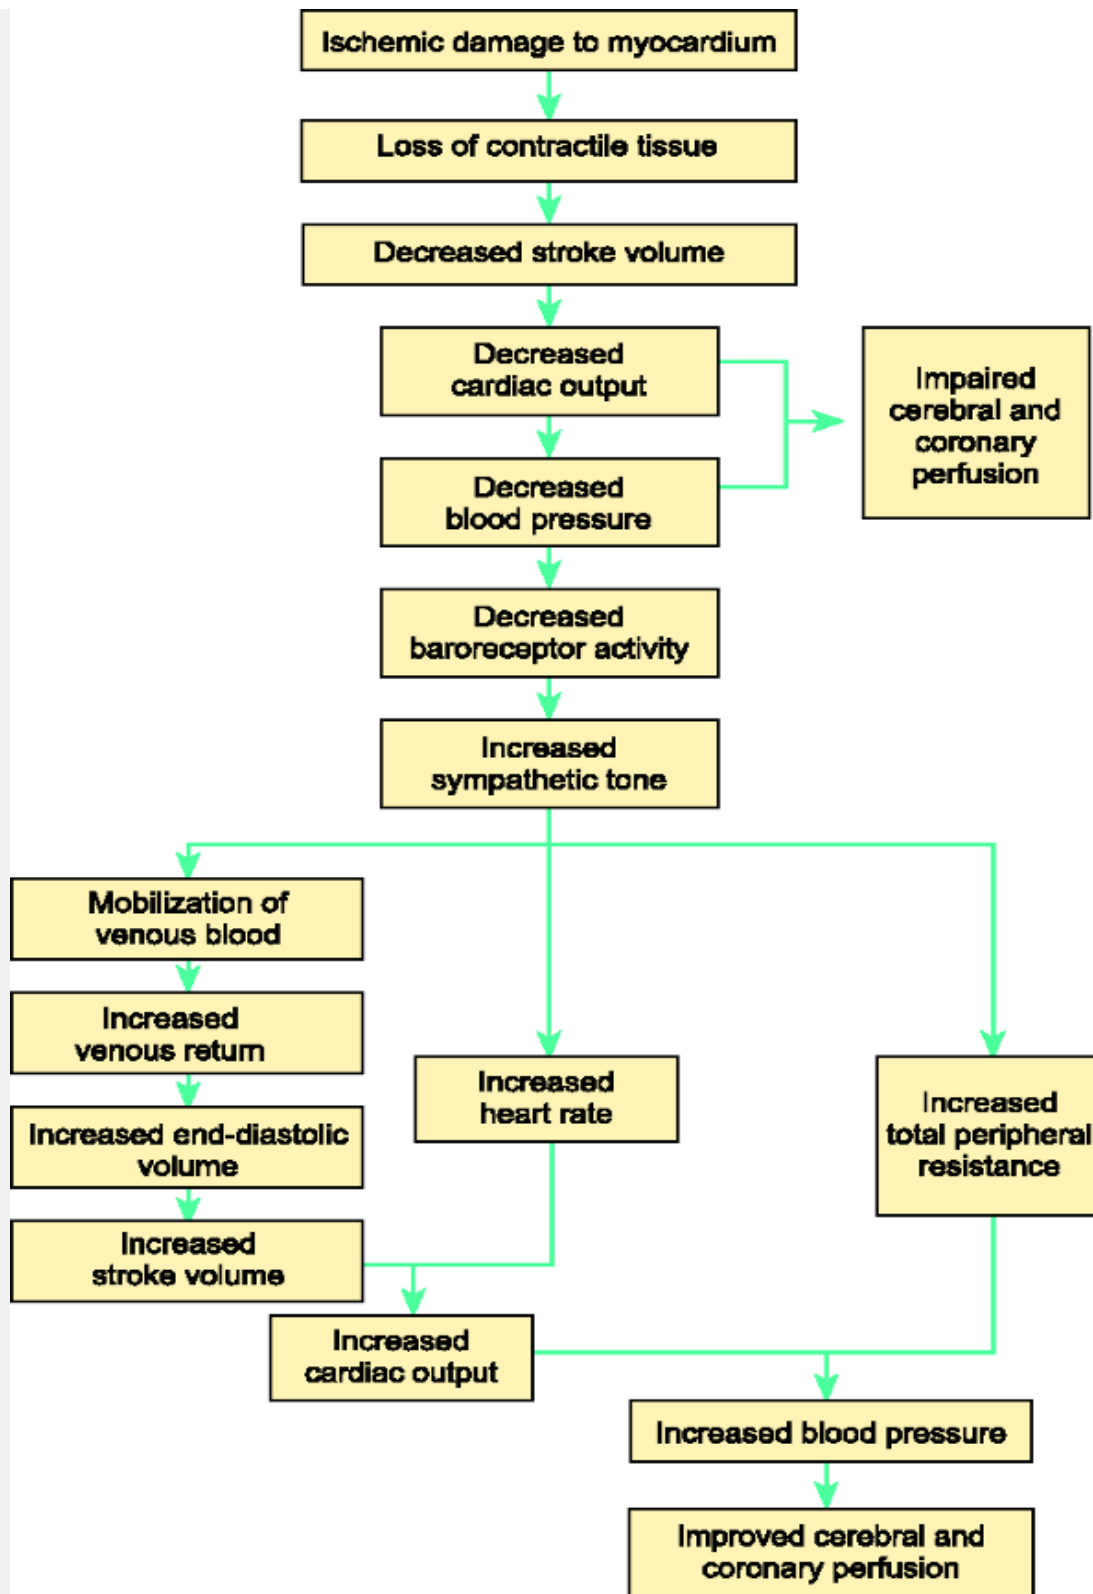 Ischemic damage to myocardium
Loss of contractile tissue
Decreased stroke volume
Decreased
cardiac output
Impaired
cerebral and
coronary
perfusion
Decreased
blood pressure
Decreased
baroreceptor activity
Increased
sympathetic tone
Mobilization of
venous blood
Increased
venous return
Increased end-diastolic
volume
Increased
stroke volume
Increased
heart rate
Increased
total peripheral
resistance
Increased
cardiac output
Increased blood pressure
Improved cerebral and
coronary perfusion